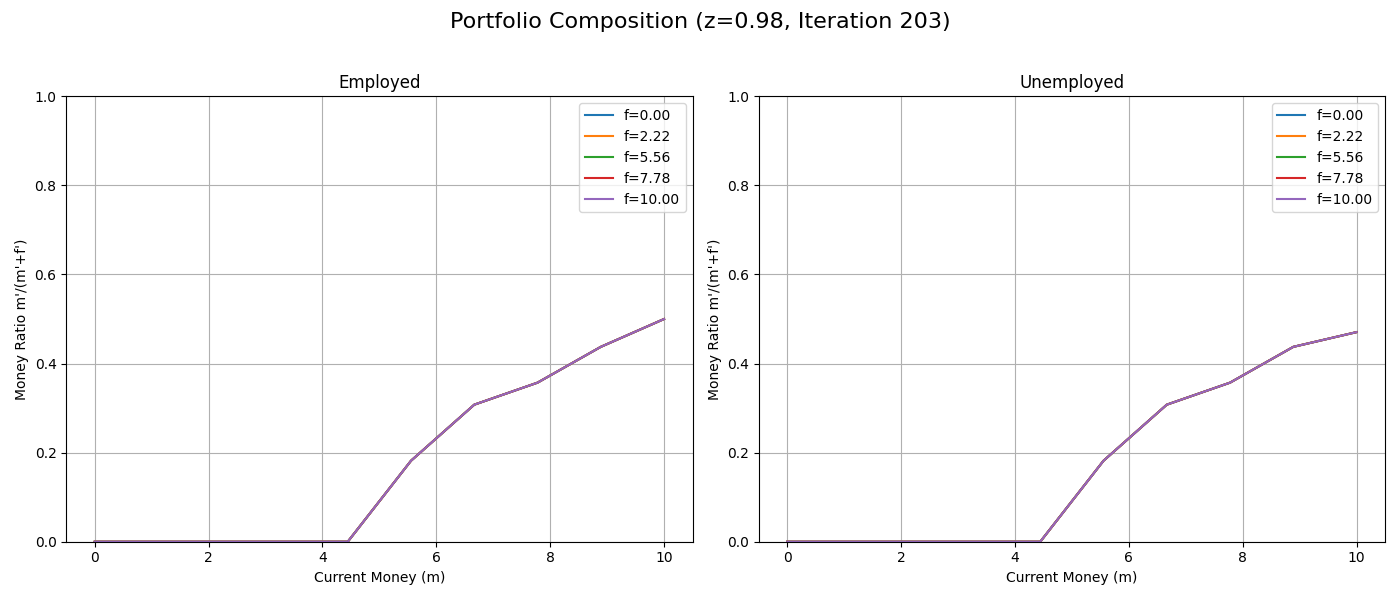 Portfolio Composition (z=0.98, Iteration 203)
Employed
1.0
0.8
0.6
0.4
0.2
0.0
Money Ratio m'/(m'+f')
0 2 4 6 8 10
Current Money (m)
f=0.00
f=2.22
f=5.56
f=7.78
f=10.00
Unemployed
1.0
0.8
0.6
0.4
0.2
0.0
Money Ratio m'/(m'+f')
0 2 4 6 8 10
Current Money (m)
f=0.00
f=2.22
f=5.56
f=7.78
f=10.00